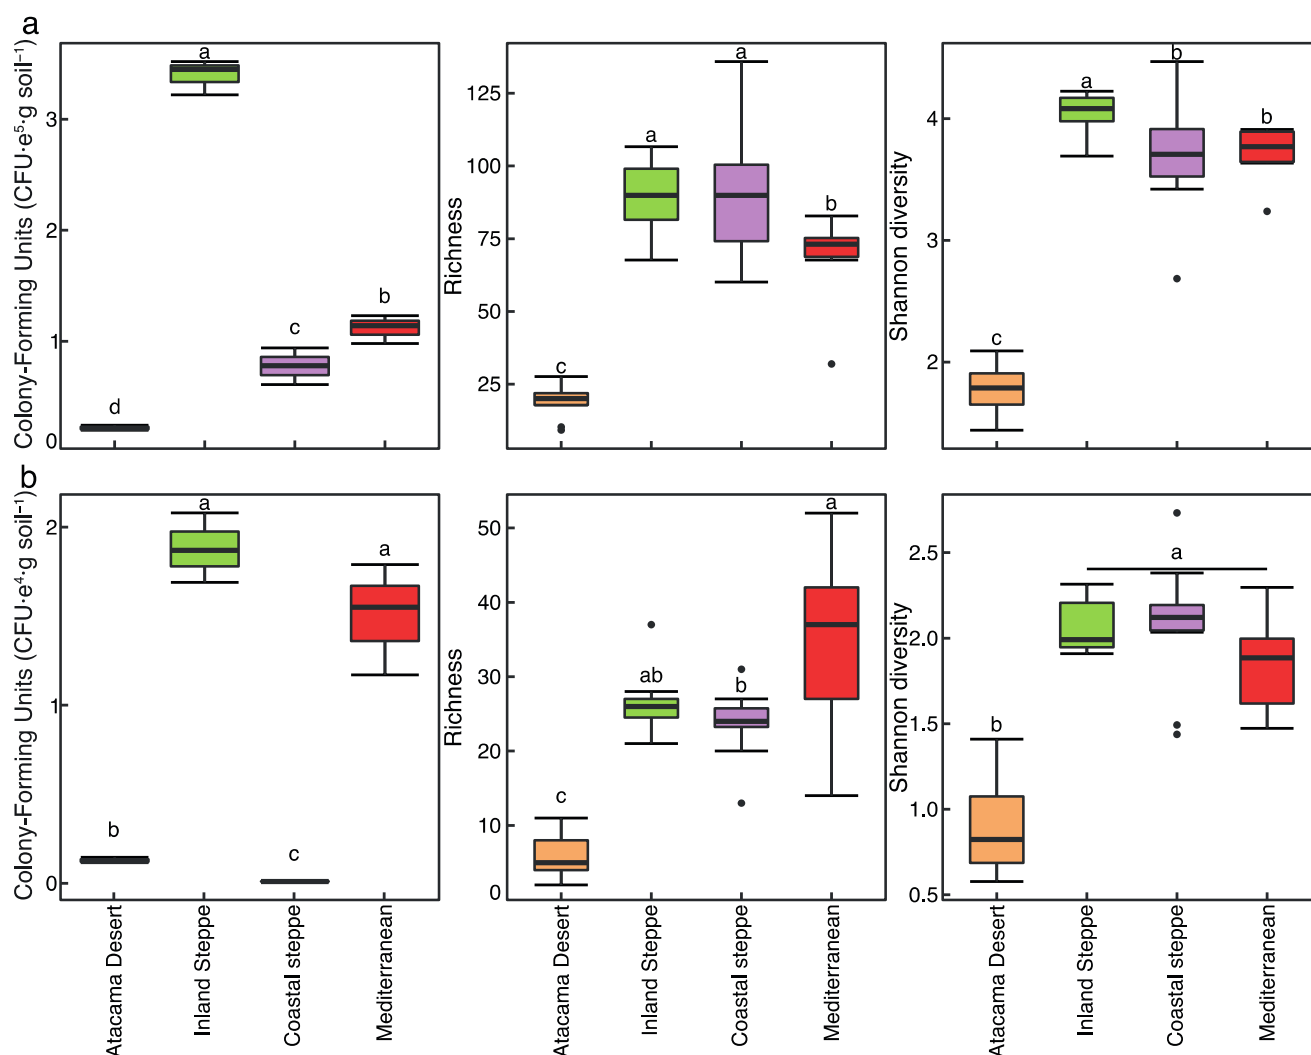 a
Colony-Forming Units (CFU·e⁵·g soil⁻¹)
3
2
1
0
d
a
c
b
Richness
125
100
75
50
25
c
a
a
b
Shannon diversity
4
3
2
c
a
b
b
b
Colony-Forming Units (CFU·e⁴·g soil⁻¹)
2
1
0
b
a
c
a
Richness
50
40
30
20
10
0
c
ab
b
a
Shannon diversity
2.5
2.0
1.5
1.0
0.5
b
a
Atacama Desert
Inland Steppe
Coastal steppe
Mediterranean
Atacama Desert
Inland Steppe
Coastal steppe
Mediterranean
Atacama Desert
Inland Steppe
Coastal steppe
Mediterranean